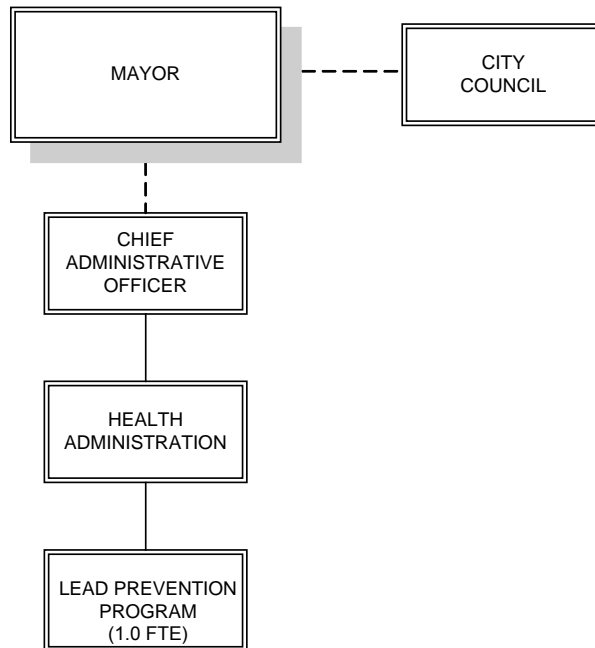 MAYOR
CITY
COUNCIL
CHIEF
ADMINISTRATIVE
OFFICER
HEALTH
ADMINISTRATION
LEAD PREVENTION
PROGRAM
(1.0 FTE)